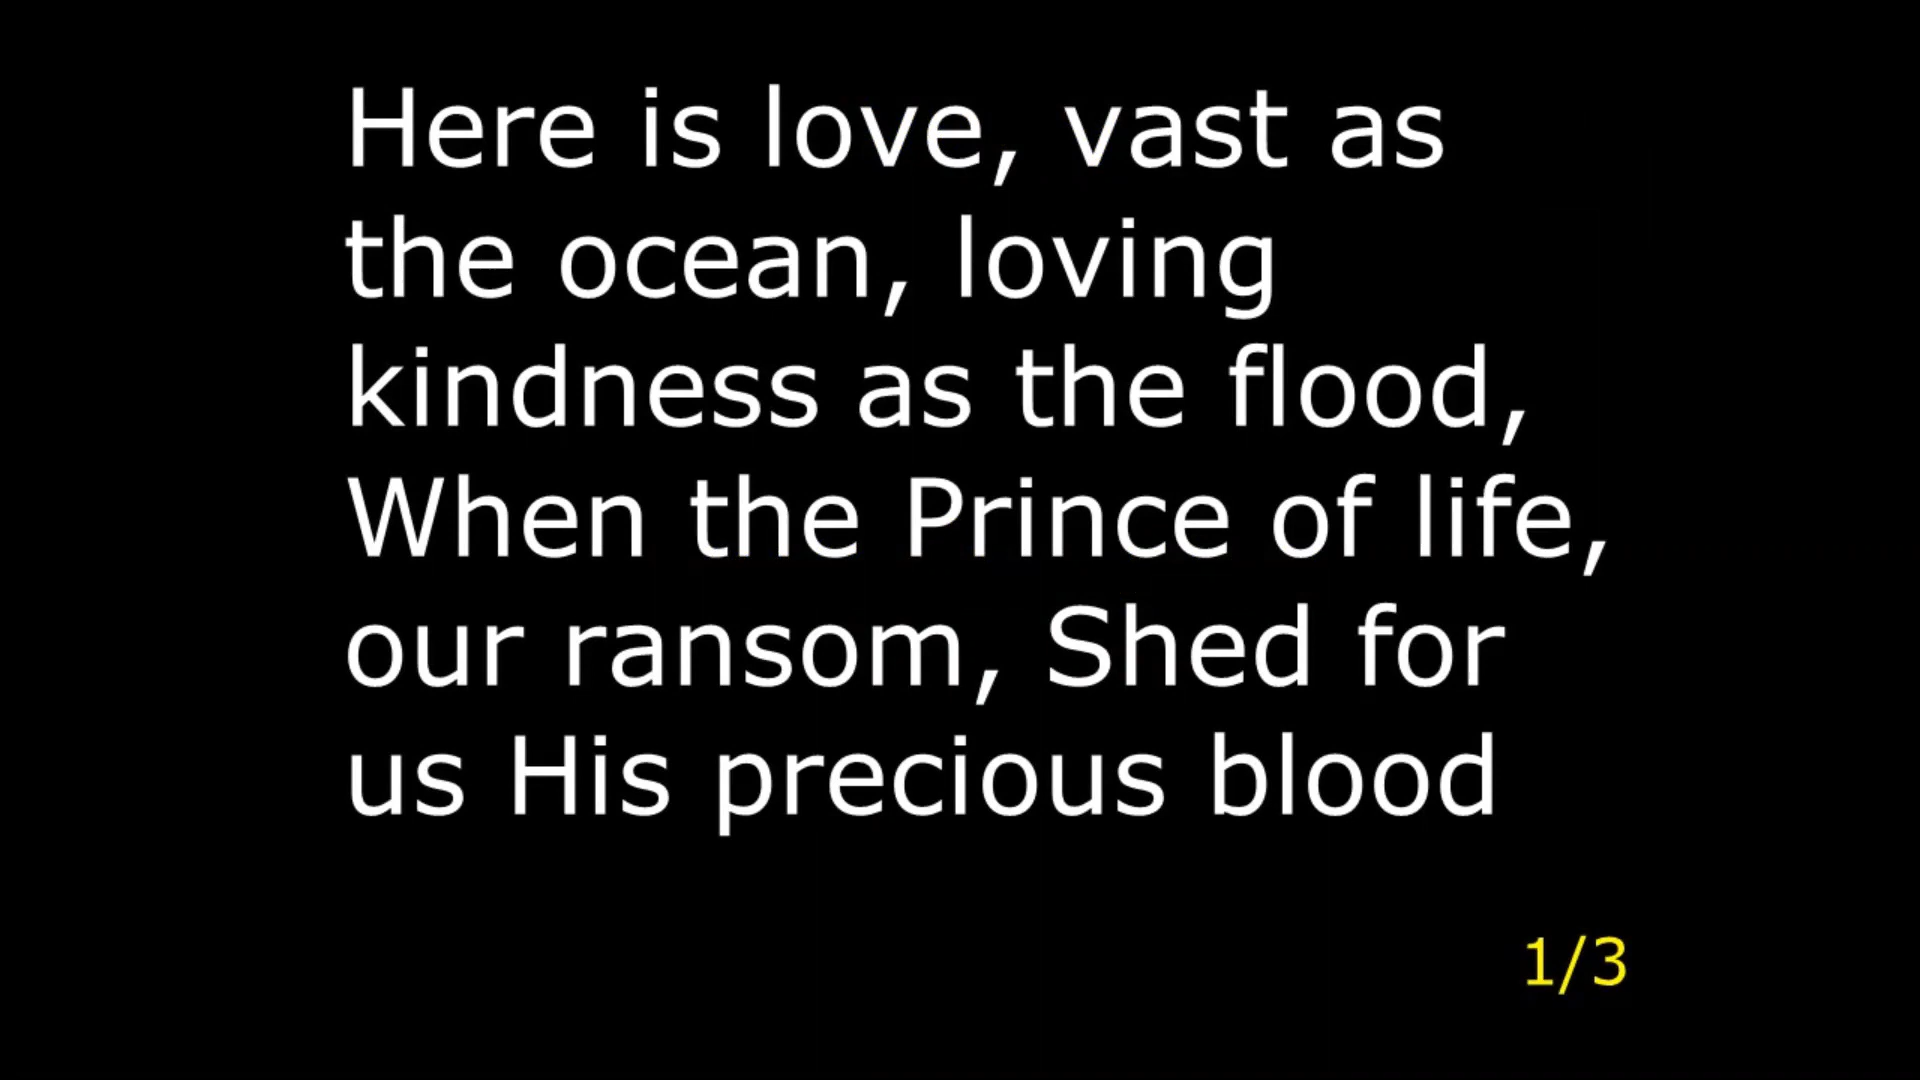 Here is love, vast as
the ocean, loving
kindness as the flood,
When the Prince of life,
our ransom, Shed for
us His precious blood
1/3